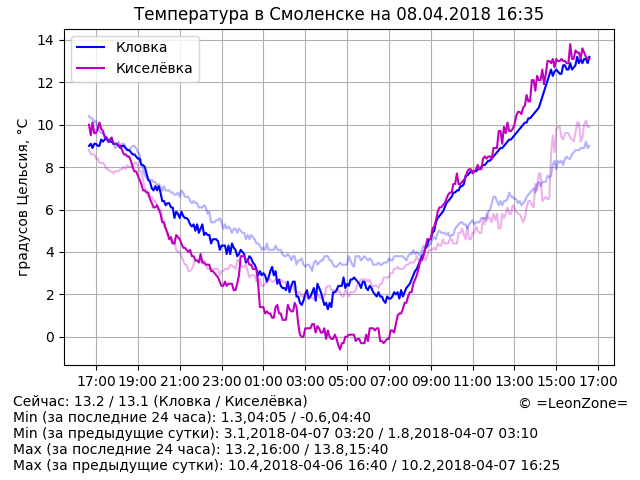 Температура в Смоленске на 08.04.2018 16:35
градусов Цельсия, °C
14
12
10
8
6
4
2
0
Кловка
Киселёвка
17:00 19:00 21:00 23:00 01:00 03:00 05:00 07:00 09:00 11:00 13:00 15:00 17:00
Сейчас: 13.2 / 13.1 (Кловка / Киселёвка)
© =LeonZone=
Min (за последние 24 часа): 1.3,04:05 / -0.6,04:40
Min (за предыдущие сутки): 3.1,2018-04-07 03:20 / 1.8,2018-04-07 03:10
Max (за последние 24 часа): 13.2,16:00 / 13.8,15:40
Max (за предыдущие сутки): 10.4,2018-04-06 16:40 / 10.2,2018-04-07 16:25